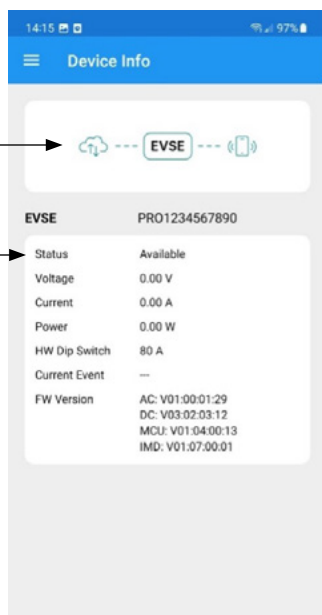 14:15 97%
Device Info
EVSE
EVSE PRO1234567890
Status Available
Voltage 0.00 V
Current 0.00 A
Power 0.00 W
HW Dip Switch 80 A
Current Event ---
FW Version AC: V01:00:01:29
DC: V03:02:03:12
MCU: V01:04:00:13
IMD: V01:07:00:01